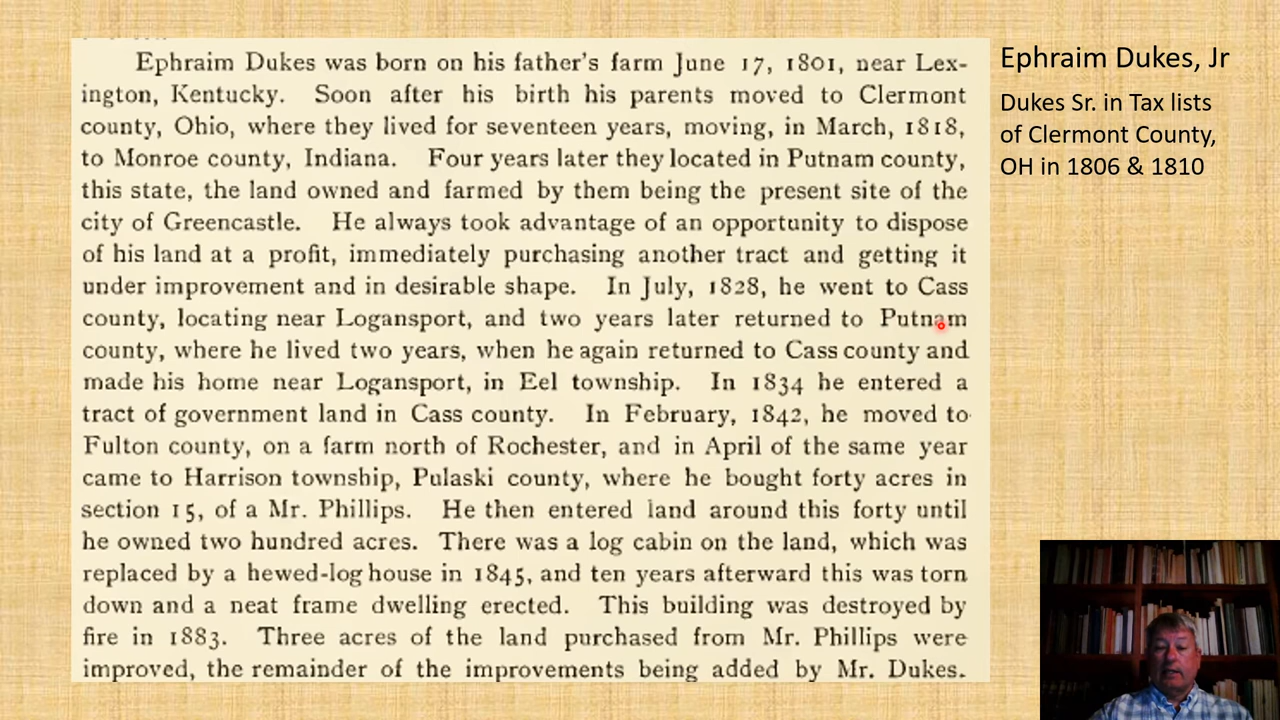 Ephraim Dukes was born on his father's farm June 17, 1801, near Lex-
ington, Kentucky. Soon after his birth his parents moved to Clermont
county, Ohio, where they lived for seventeen years, moving, in March, 1818,
to Monroe county, Indiana. Four years later they located in Putnam county,
this state, the land owned and farmed by them being the present site of the
city of Greencastle. He always took advantage of an opportunity to dispose
of his land at a profit, immediately purchasing another tract and getting it
under improvement and in desirable shape. In July, 1828, he went to Cass
county, locating near Logansport, and two years later returned to Putnam
county, where he lived two years, when he again returned to Cass county and
made his home near Logansport, in Eel township. In 1834 he entered a
tract of government land in Cass county. In February, 1842, he moved to
Fulton county, on a farm north of Rochester, and in April of the same year
came to Harrison township, Pulaski county, where he bought forty acres in
section 15, of a Mr. Phillips. He then entered land around this forty until
he owned two hundred acres. There was a log cabin on the land, which was
replaced by a hewed-log house in 1845, and ten years afterward this was torn
down and a neat frame dwelling erected. This building was destroyed by
fire in 1883. Three acres of the land purchased from Mr. Phillips were
improved, the remainder of the improvements being added by Mr. Dukes.
Ephraim Dukes, Jr
Dukes Sr. in Tax lists
of Clermont County,
OH in 1806 & 1810